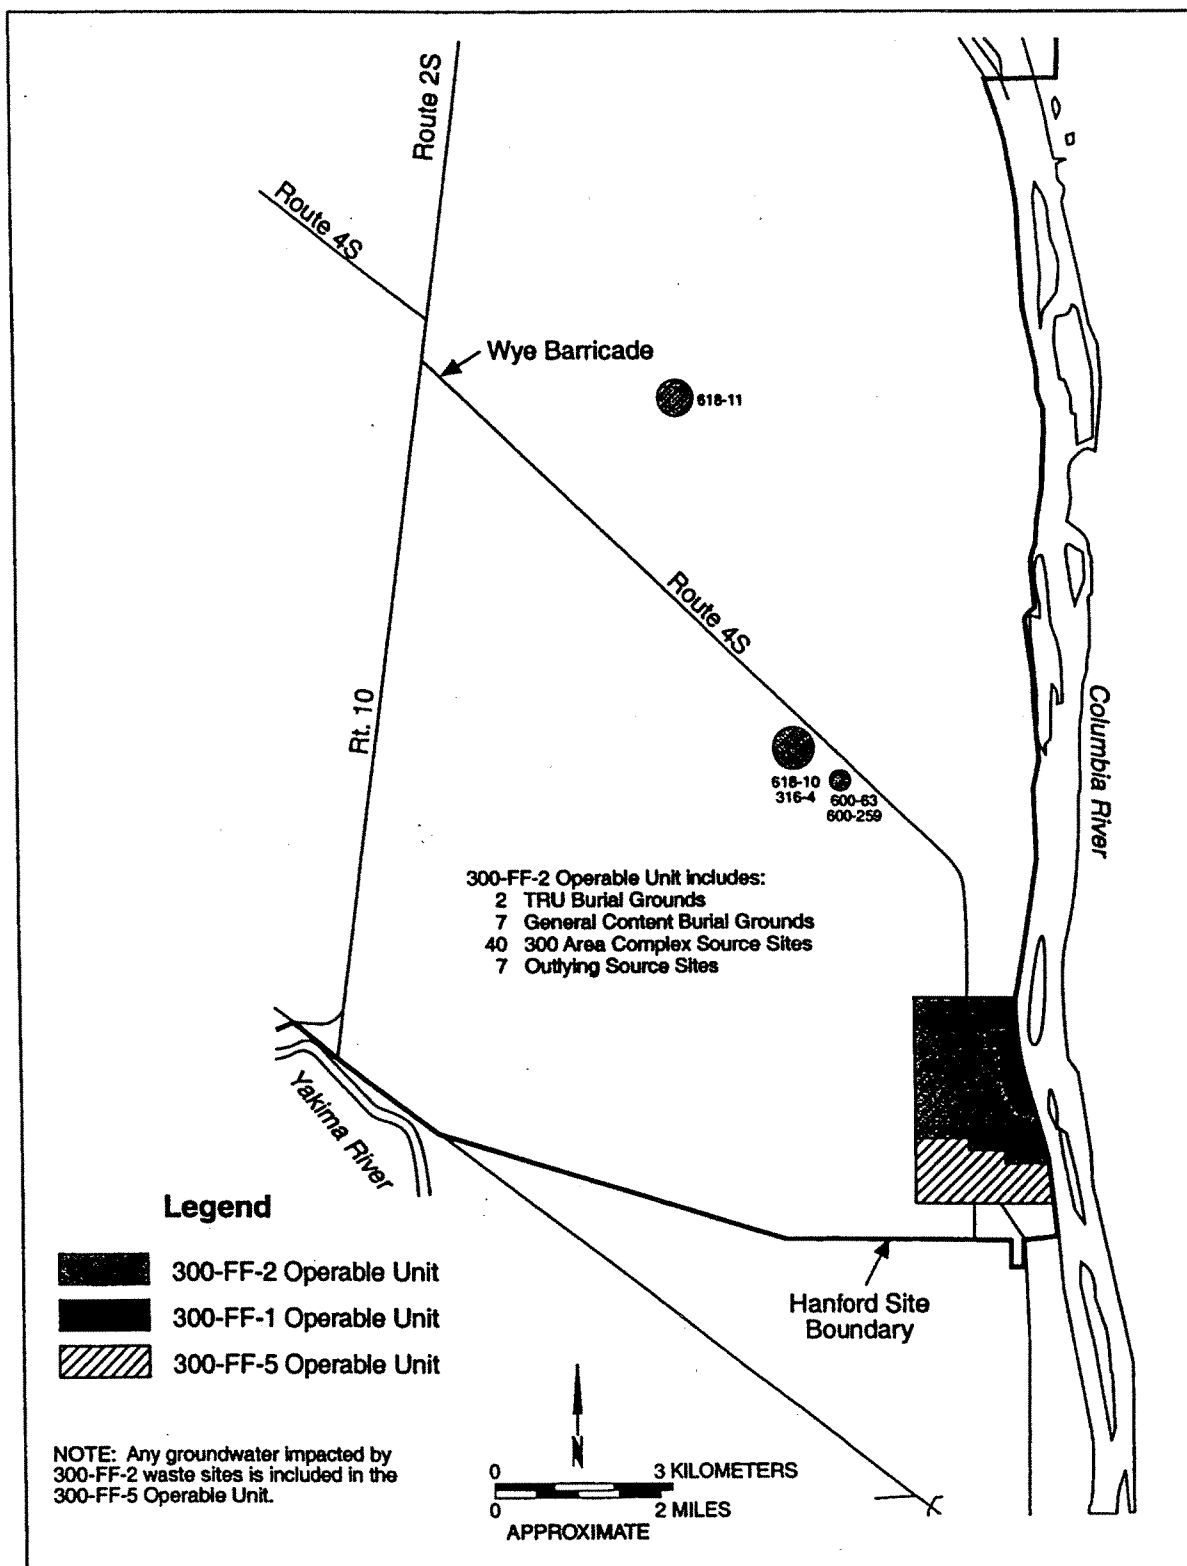 Route 2S
Route 4S
Wye Barricade
618-11
Route 4S
Rt. 10
Columbia River
618-10
316-4
600-63
600-259
300-FF-2 Operable Unit includes:
2 TRU Burial Grounds
7 General Content Burial Grounds
40 300 Area Complex Source Sites
7 Outlying Source Sites
Yakima River
Legend
300-FF-2 Operable Unit
300-FF-1 Operable Unit
300-FF-5 Operable Unit
Hanford Site
Boundary
NOTE: Any groundwater impacted by
300-FF-2 waste sites is included in the
300-FF-5 Operable Unit.
N
0 3 KILOMETERS
0 2 MILES
APPROXIMATE